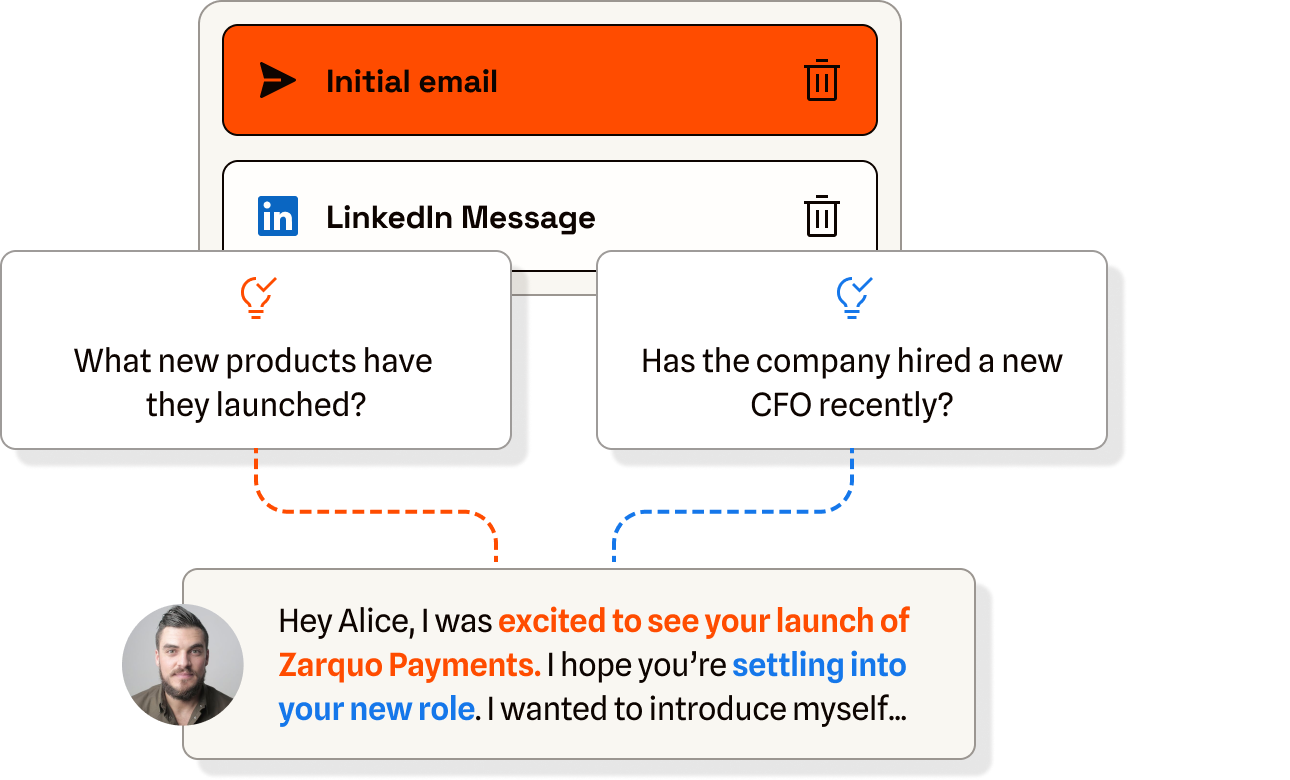 Initial email
in LinkedIn Message
What new products have
they launched?
Has the company hired a new
CFO recently?
Hey Alice, I was excited to see your launch of
Zarquo Payments. I hope you’re settling into
your new role. I wanted to introduce myself...